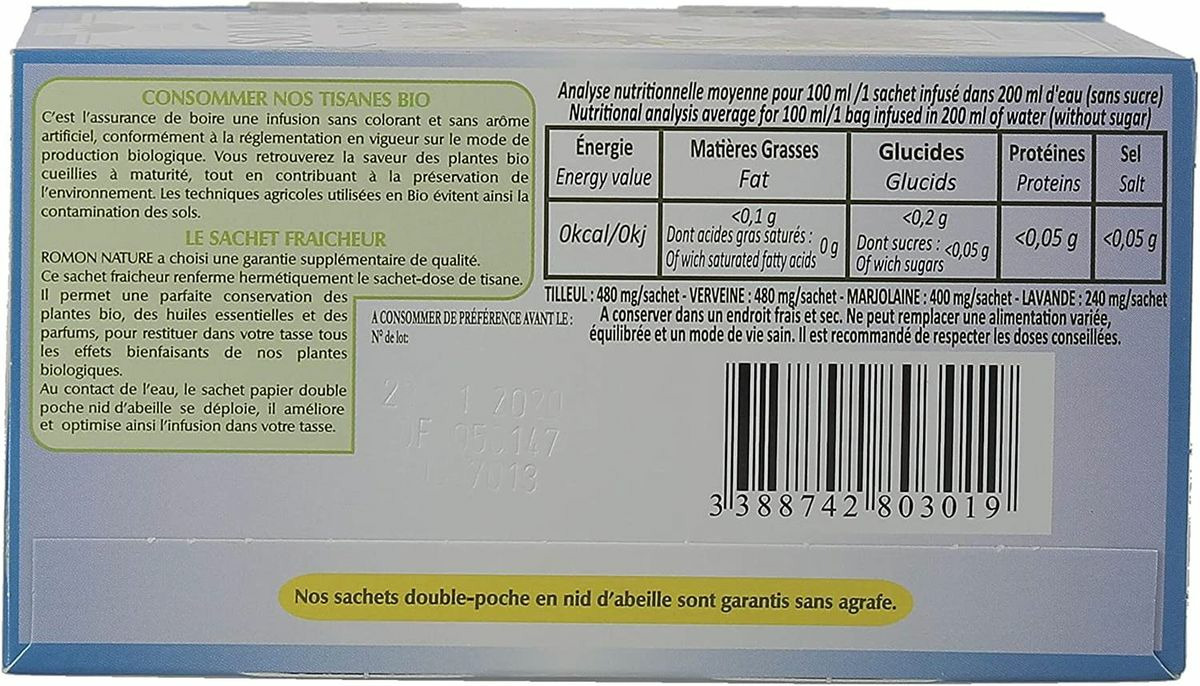 CONSOMMER NOS TISANES BIO
C'est l'assurance de boire une infusion sans colorant et sans arôme
artificiel, conformément à la réglementation en vigueur sur le mode de
production biologique. Vous retrouverez la saveur des plantes bio
cueillies à maturité, tout en contribuant à la préservation de
l'environnement. Les techniques agricoles utilisées en Bio évitent ainsi la
contamination des sols.
LE SACHET FRAICHEUR
ROMON NATURE a choisi une garantie supplémentaire de qualité.
Ce sachet fraicheur renferme hermétiquement le sachet-dose de tisane.
Il permet une parfaite conservation des
plantes bio, des huiles essentielles et des
parfums, pour restituer dans votre tasse tous
les effets bienfaisants de nos plantes
biologiques.
Au contact de l'eau, le sachet papier double
poche nid d'abeille se déploie, il améliore
et optimise ainsi l'infusion dans votre tasse.
Analyse nutritionnelle moyenne pour 100 ml /1 sachet infusé dans 200 ml d'eau (sans sucre)
Nutritional analysis average for 100 ml/1 bag infused in 200 ml of water (without sugar)
Énergie Matières Grasses Glucides Protéines Sel
Energy value Fat Glucids Proteins Salt
0kcal/0kj <0,1 g <0,2 g <0,05 g <0,05 g
Dont acides gras saturés : 0 g Dont sucres : <0,05 g
Of wich saturated fatty acids Of wich sugars
TILLEUL : 480 mg/sachet - VERVEINE : 480 mg/sachet - MARJOLAINE : 400 mg/sachet - LAVANDE : 240 mg/sachet
A conserver dans un endroit frais et sec. Ne peut remplacer une alimentation variée,
équilibrée et un mode de vie sain. Il est recommandé de respecter les doses conseillées.
A CONSOMMER DE PRÉFÉRENCE AVANT LE :
N° de lot:
1 2020
7013
3 388742 803019
Nos sachets double-poche en nid d'abeille sont garantis sans agrafe.